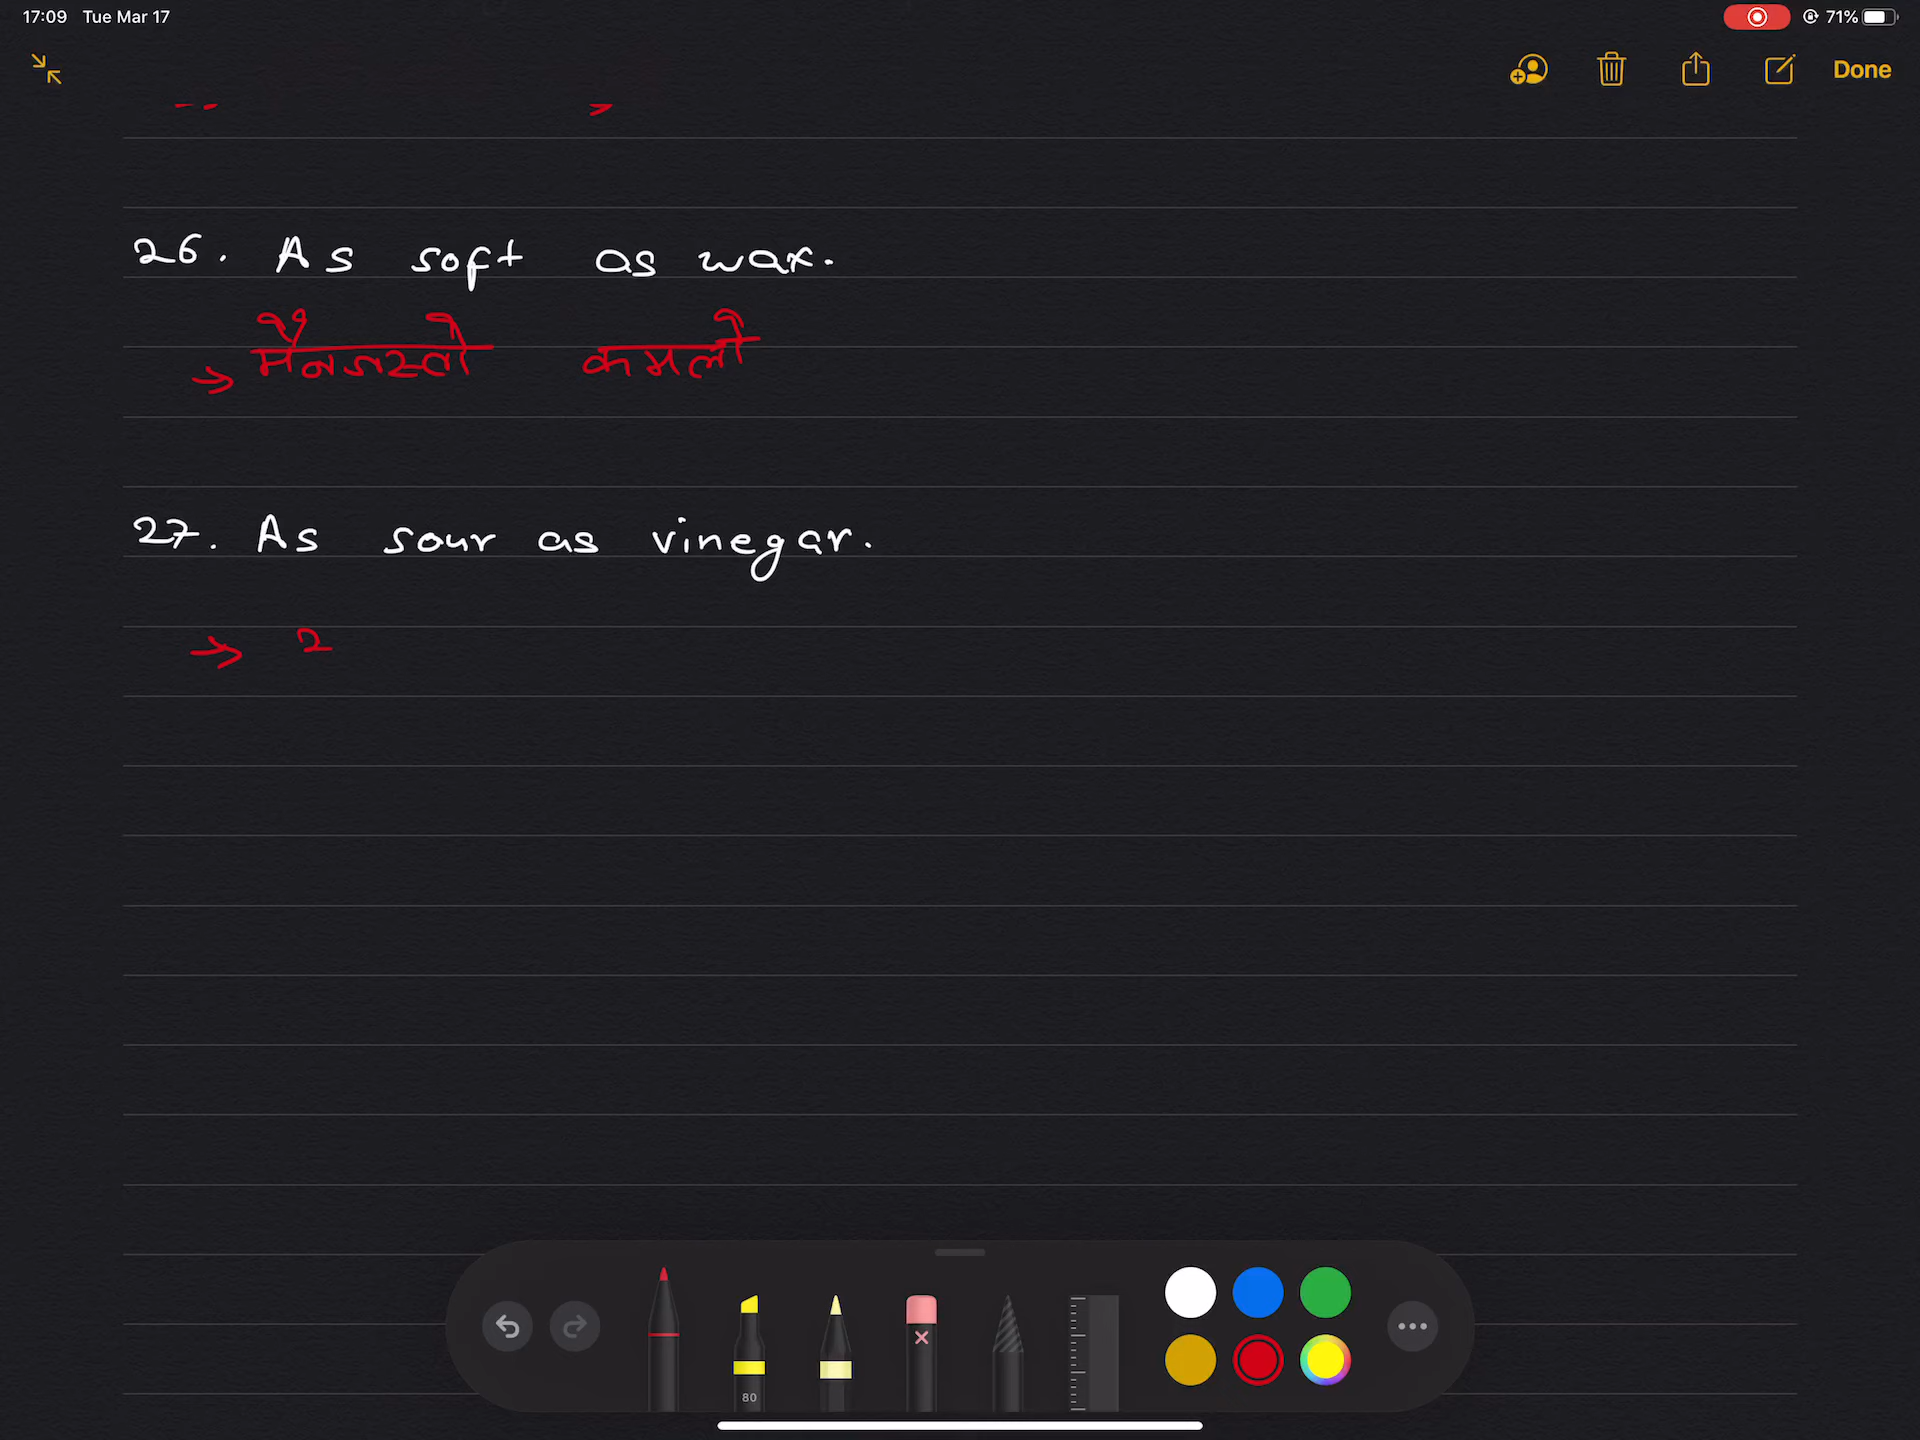 17:09 Tue Mar 17 71%
Done
26. As soft as wax.
→ मैनजस्तो कमलो
27. As sour as vinegar.
→
80